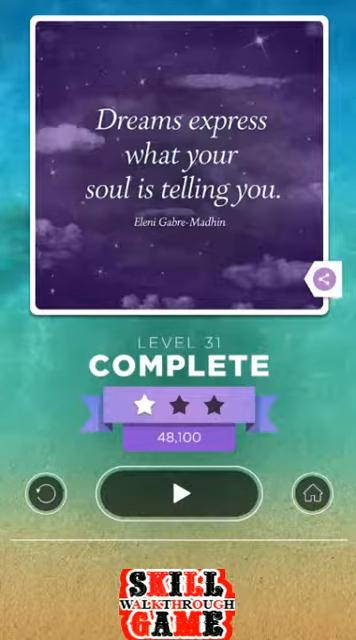 Dreams express
what your
soul is telling you.
Eleni Gabre-Madhin
LEVEL 31
COMPLETE
48,100
SKILL
WALKTHROUGH
GAME